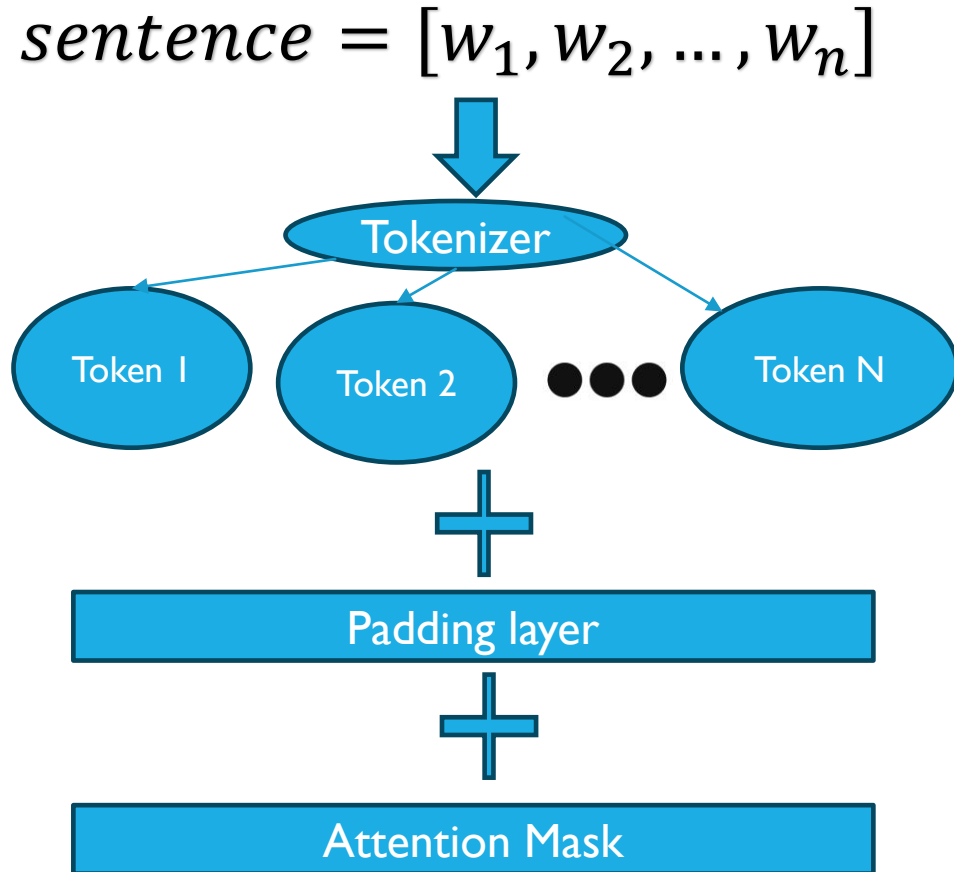 sentence = [w₁, w₂, …, wₙ]
Tokenizer
Token 1
Token 2
Token N
Padding layer
Attention Mask